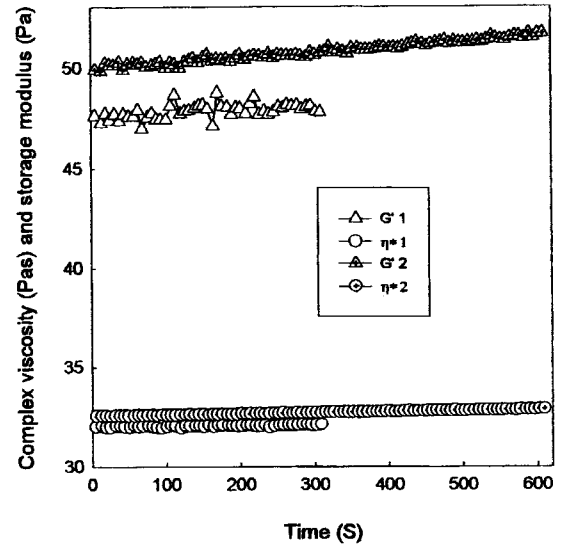 Complex viscosity (Pas) and storage modulus (Pa)
50
45
40
35
30
0
100
200
300
400
500
600
Time (S)
G' 1
η* 1
G' 2
η* 2